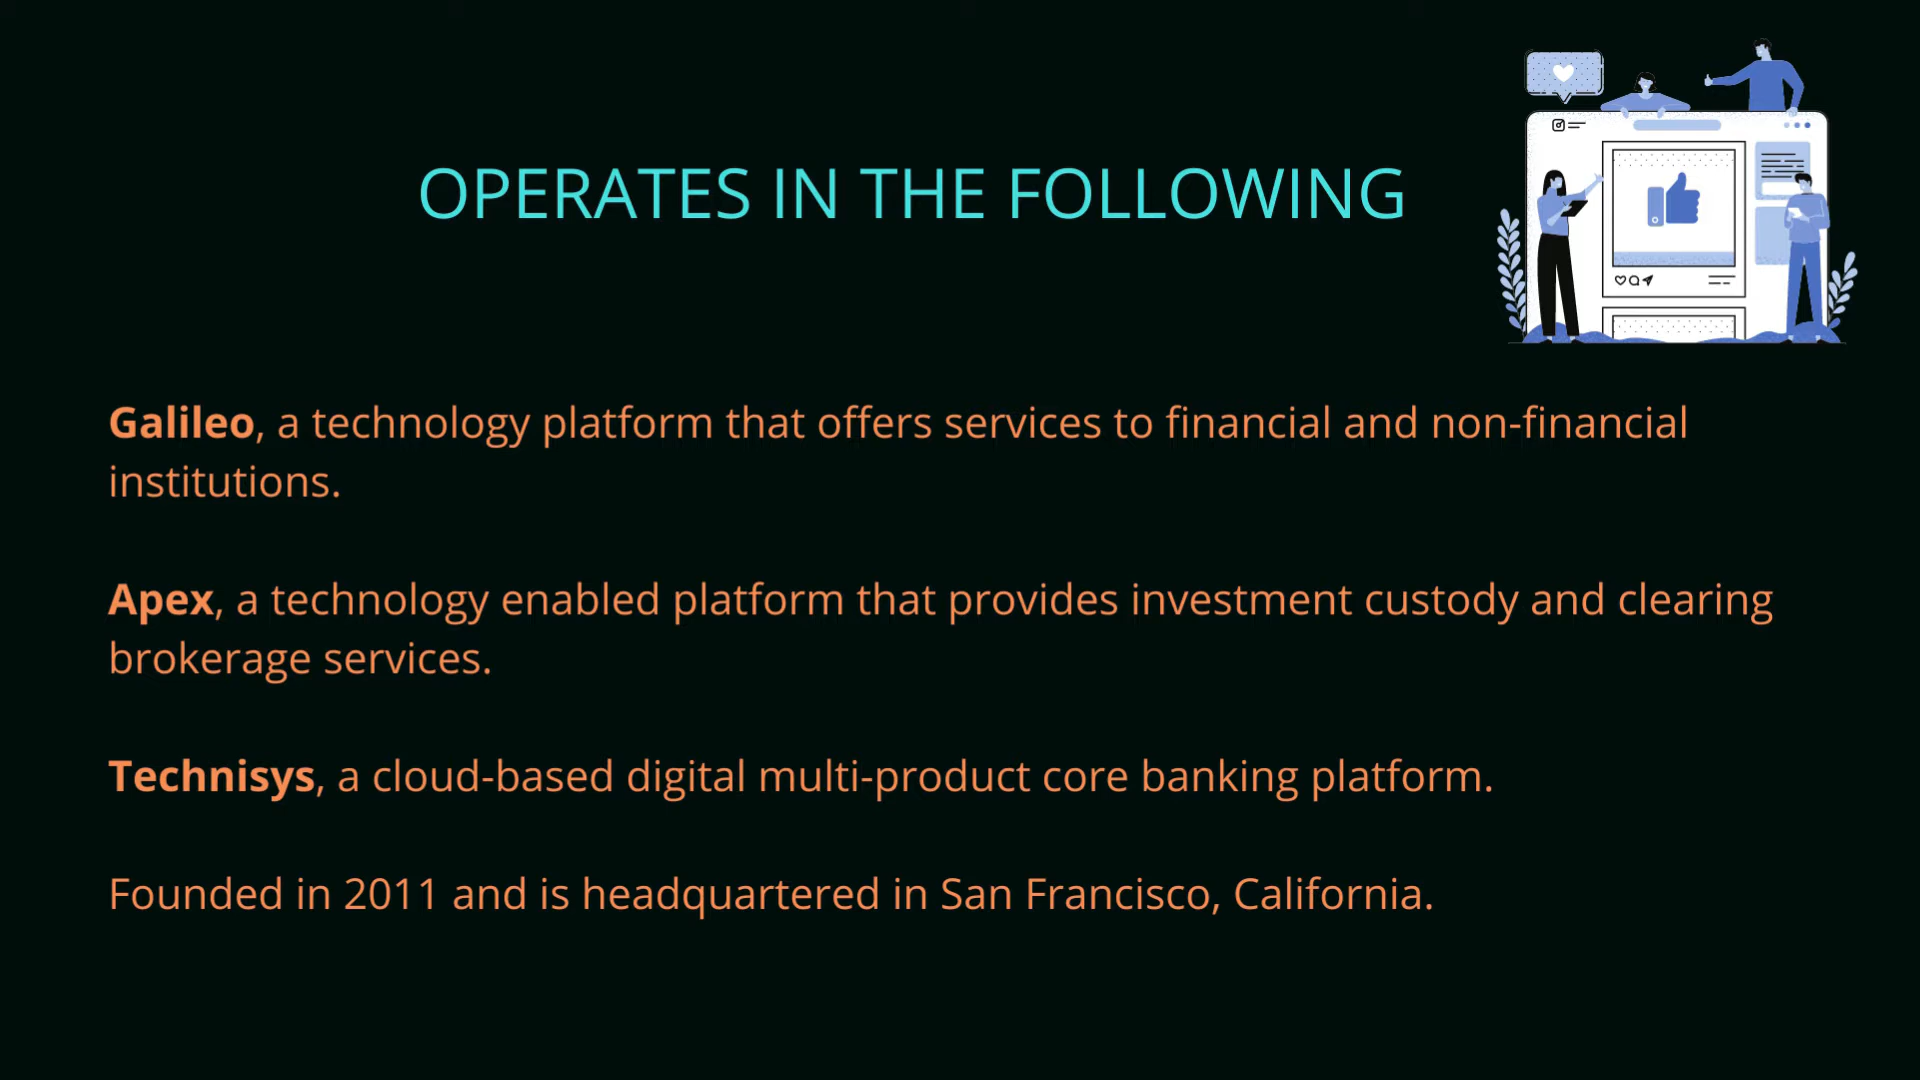 OPERATES IN THE FOLLOWING
Galileo, a technology platform that offers services to financial and non-financial
institutions.
Apex, a technology enabled platform that provides investment custody and clearing
brokerage services.
Technisys, a cloud-based digital multi-product core banking platform.
Founded in 2011 and is headquartered in San Francisco, California.